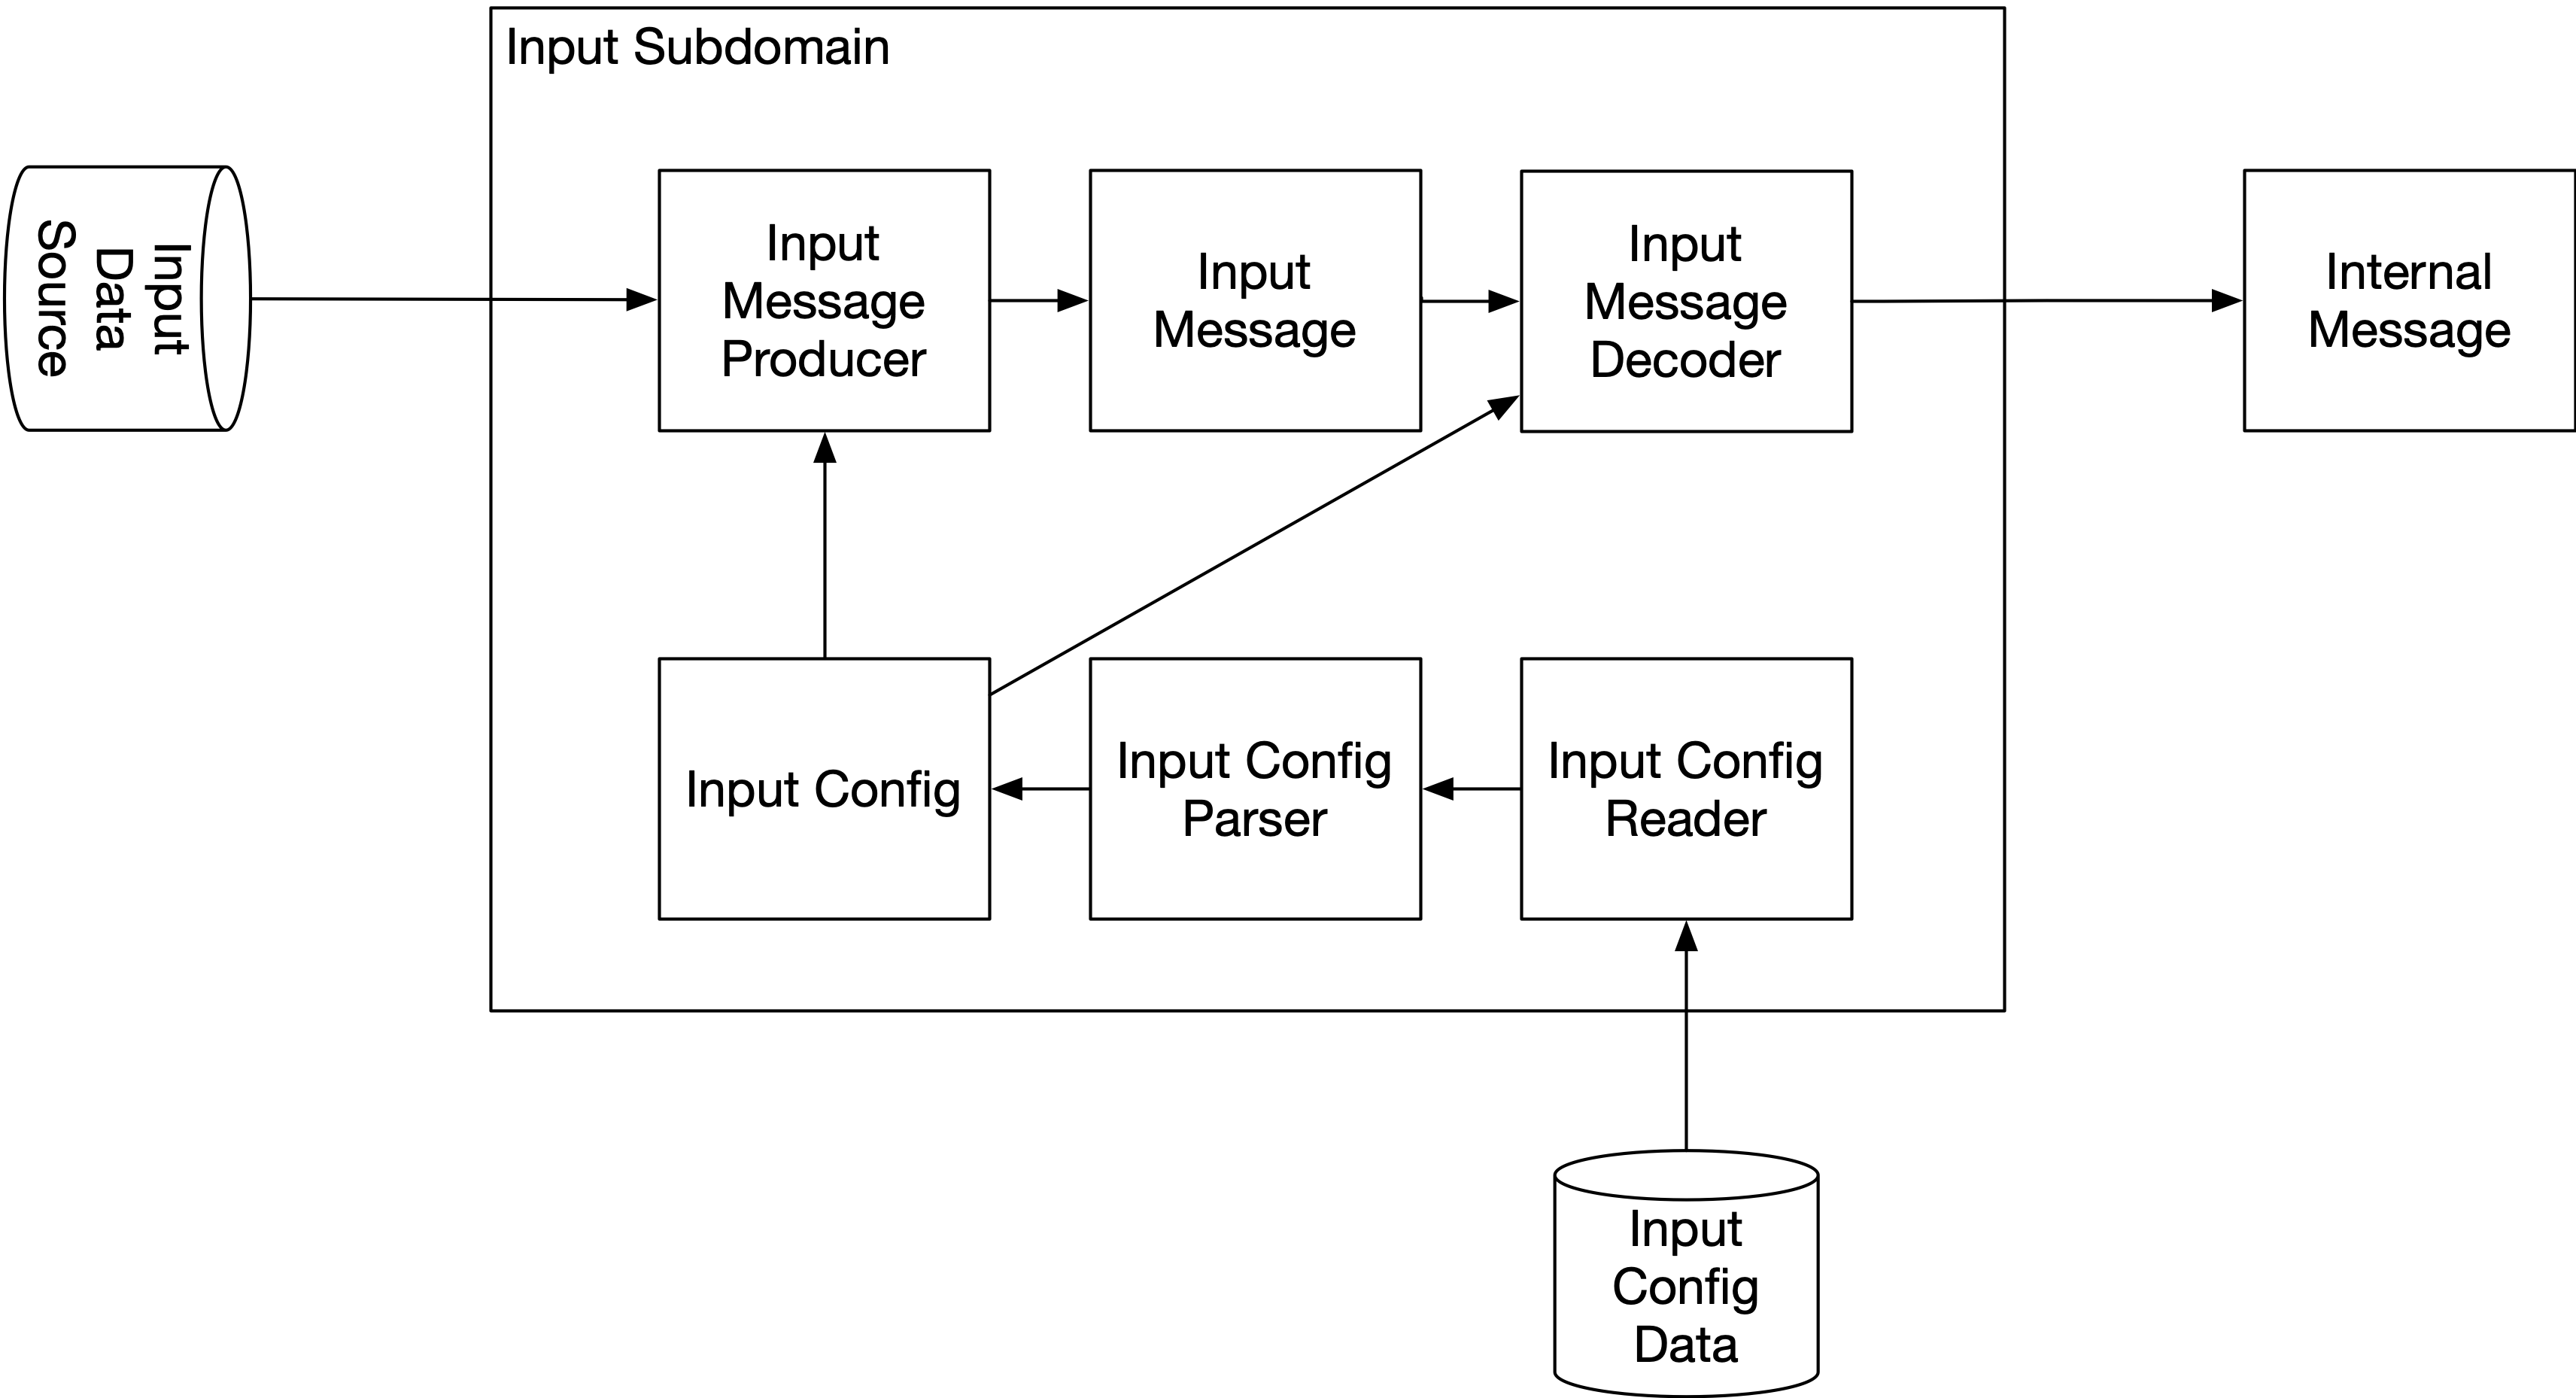 Input Subdomain
Input
Data
Source
Input
Message
Producer
Input
Message
Input
Message
Decoder
Internal
Message
Input Config
Input Config
Parser
Input Config
Reader
Input
Config
Data